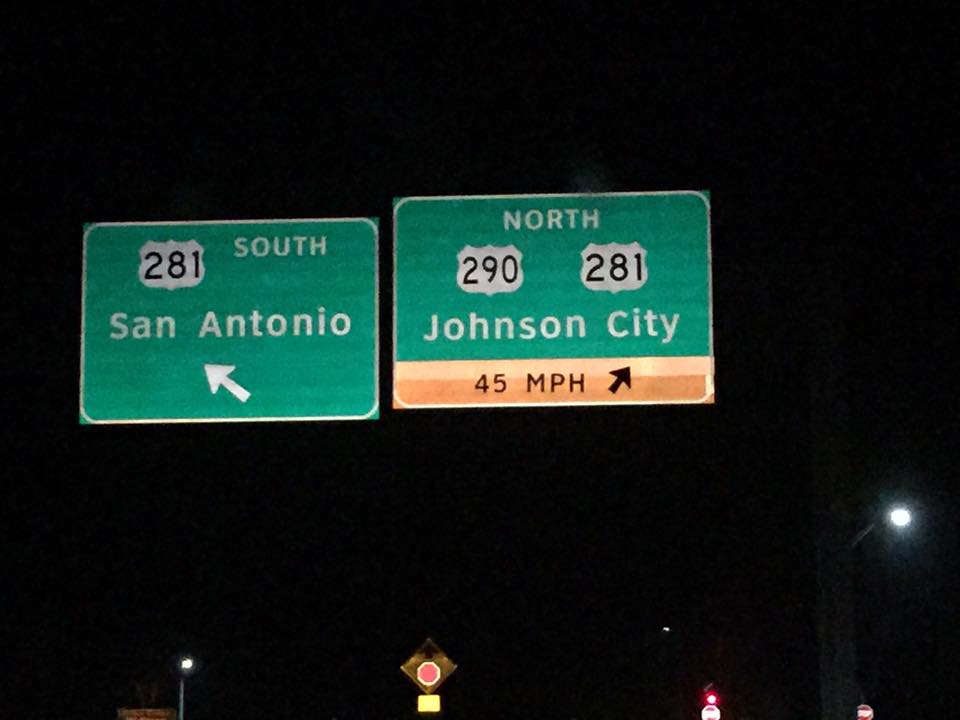 281 SOUTH
San Antonio
NORTH
290 281
Johnson City
45 MPH